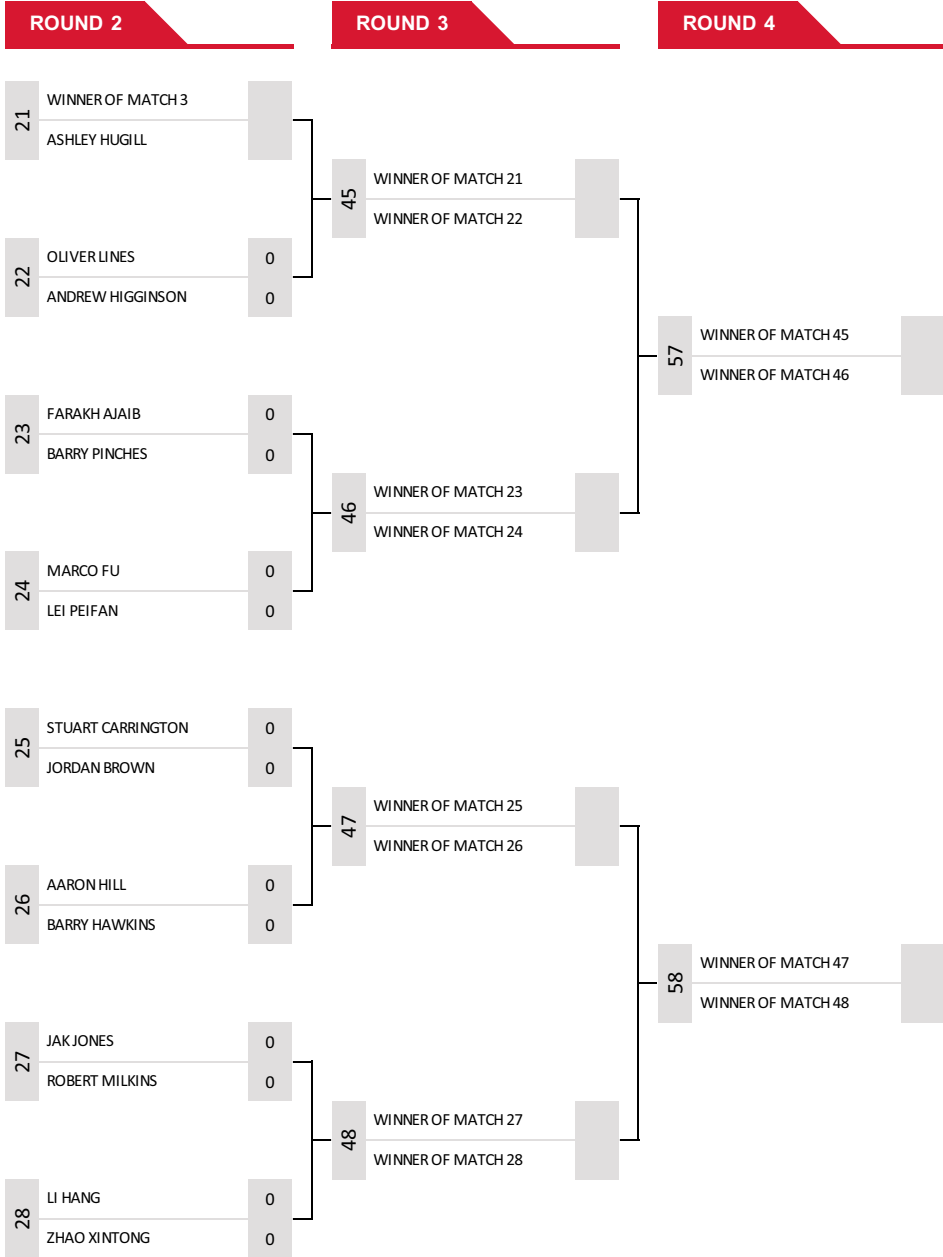 ROUND 2
ROUND 3
ROUND 4
21
WINNER OF MATCH 3
ASHLEY HUGILL
45
WINNER OF MATCH 21
WINNER OF MATCH 22
22
OLIVER LINES 0
ANDREW HIGGINSON 0
57
WINNER OF MATCH 45
WINNER OF MATCH 46
23
FARAKH AJAIB 0
BARRY PINCHES 0
46
WINNER OF MATCH 23
WINNER OF MATCH 24
24
MARCO FU 0
LEI PEIFAN 0
25
STUART CARRINGTON 0
JORDAN BROWN 0
47
WINNER OF MATCH 25
WINNER OF MATCH 26
26
AARON HILL 0
BARRY HAWKINS 0
58
WINNER OF MATCH 47
WINNER OF MATCH 48
27
JAK JONES 0
ROBERT MILKINS 0
48
WINNER OF MATCH 27
WINNER OF MATCH 28
28
LI HANG 0
ZHAO XINTONG 0